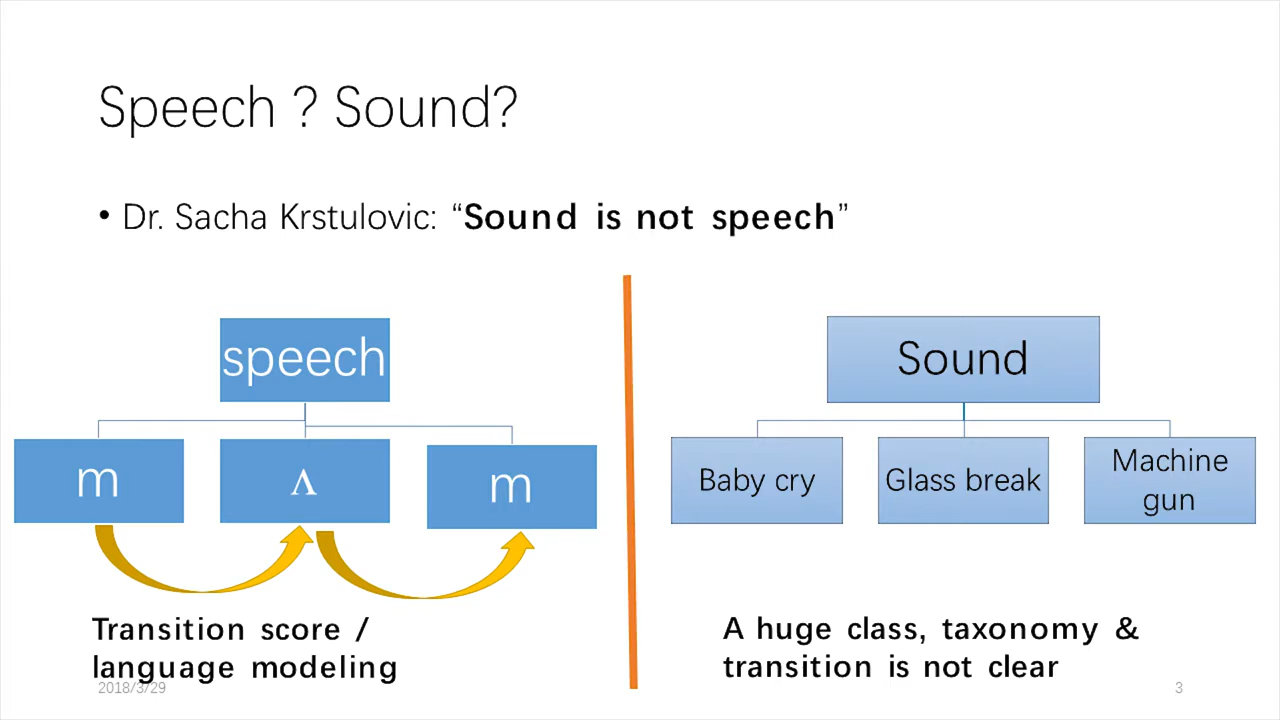 Speech ? Sound?
• Dr. Sacha Krstulovic: “Sound is not speech”
speech
m
ʌ
m
Transition score /
language modeling
Sound
Baby cry
Glass break
Machine
gun
A huge class, taxonomy &
transition is not clear
2018/3/29
3